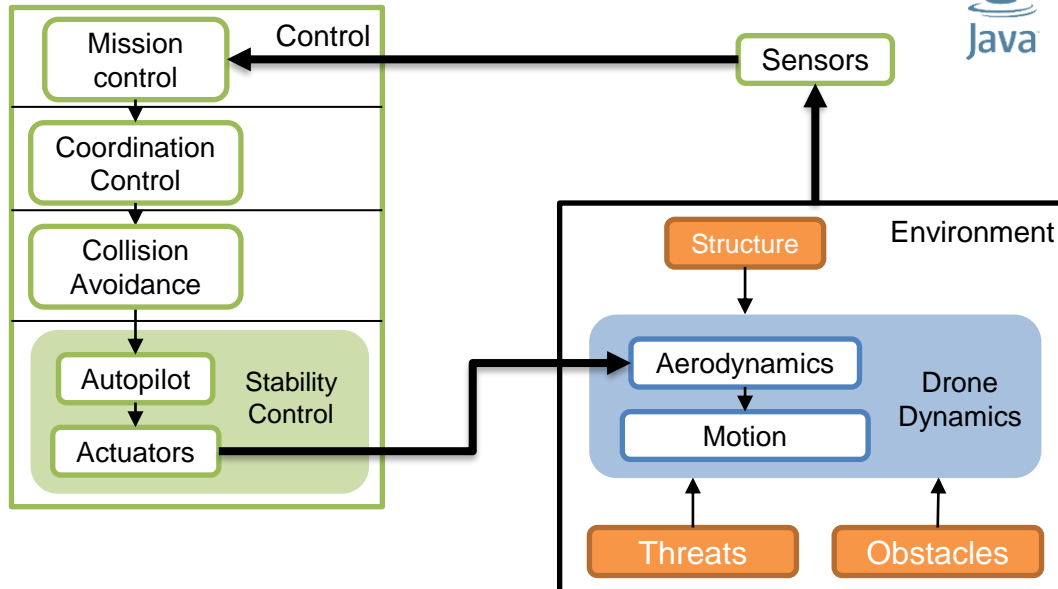 Mission
control
Control
Sensors
Java
Coordination
Control
Collision
Avoidance
Autopilot
Actuators
Stability
Control
Environment
Structure
Aerodynamics
Motion
Drone
Dynamics
Threats
Obstacles